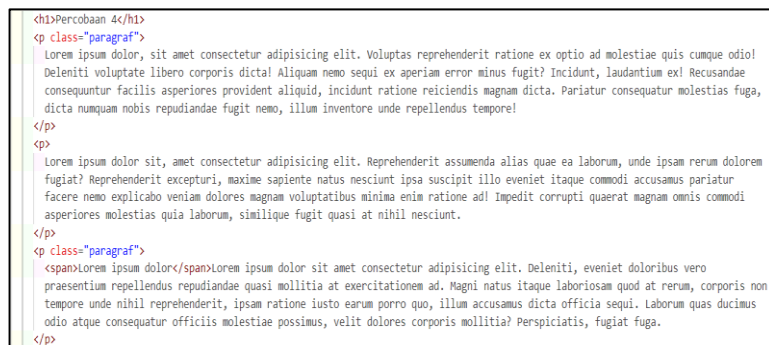 <h1>Percobaan 4</h1>
<p class="paragraf">
Lorem ipsum dolor, sit amet consectetur adipisicing elit. Voluptas reprehenderit ratione ex optio ad molestiae quis cumque odio!
Deleniti voluptate libero corporis dicta! Aliquam nemo sequi ex aperiam error minus fugit? Incidunt, laudantium ex! Recusandae
consequuntur facilis asperiores provident aliquid, incidunt ratione reiciendis magnam dicta. Pariatur consequatur molestias fuga,
dicta numquam nobis repudiandae fugit nemo, illum inventore unde repellendus tempore!
</p>
<p>
Lorem ipsum dolor sit, amet consectetur adipisicing elit. Reprehenderit assumenda alias quae ea laborum, unde ipsam rerum dolorem
fugiat? Reprehenderit excepturi, maxime sapiente natus nesciunt ipsa suscipit illo eveniet itaque commodi accusamus pariatur
facere nemo explicabo veniam dolores magnam voluptatibus minima enim ratione ad! Impedit corrupti quaerat magnam omnis commodi
asperiores molestias quia laborum, similique fugit quasi at nihil nesciunt.
</p>
<p class="paragraf">
<span>Lorem ipsum dolor</span>Lorem ipsum dolor sit amet consectetur adipisicing elit. Deleniti, eveniet doloribus vero
praesentium repellendus repudiandae quasi mollitia at exercitationem ad. Magni natus itaque laboriosam quod at rerum, corporis non
tempore unde nihil reprehenderit, ipsam ratione iusto earum porro quo, illum accusamus dicta officia sequi. Laborum quas ducimus
odio atque consequatur officiis molestiae possimus, velit dolores corporis mollitia? Perspiciatis, fugiat fuga.
</p>